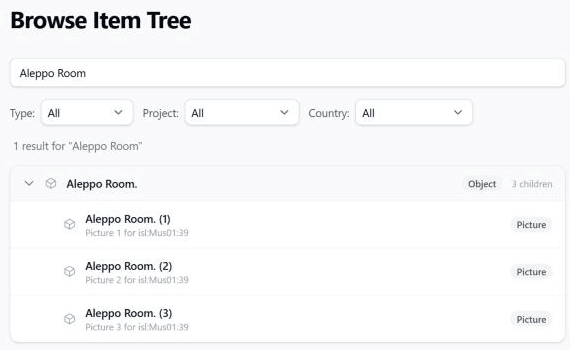 Browse Item Tree
Aleppo Room
Type: All Project: All Country: All
1 result for "Aleppo Room"
Aleppo Room. Object 3 children
Aleppo Room. (1)
Picture 1 for isl:Mus01:39
Picture
Aleppo Room. (2)
Picture 2 for isl:Mus01:39
Picture
Aleppo Room. (3)
Picture 3 for isl:Mus01:39
Picture